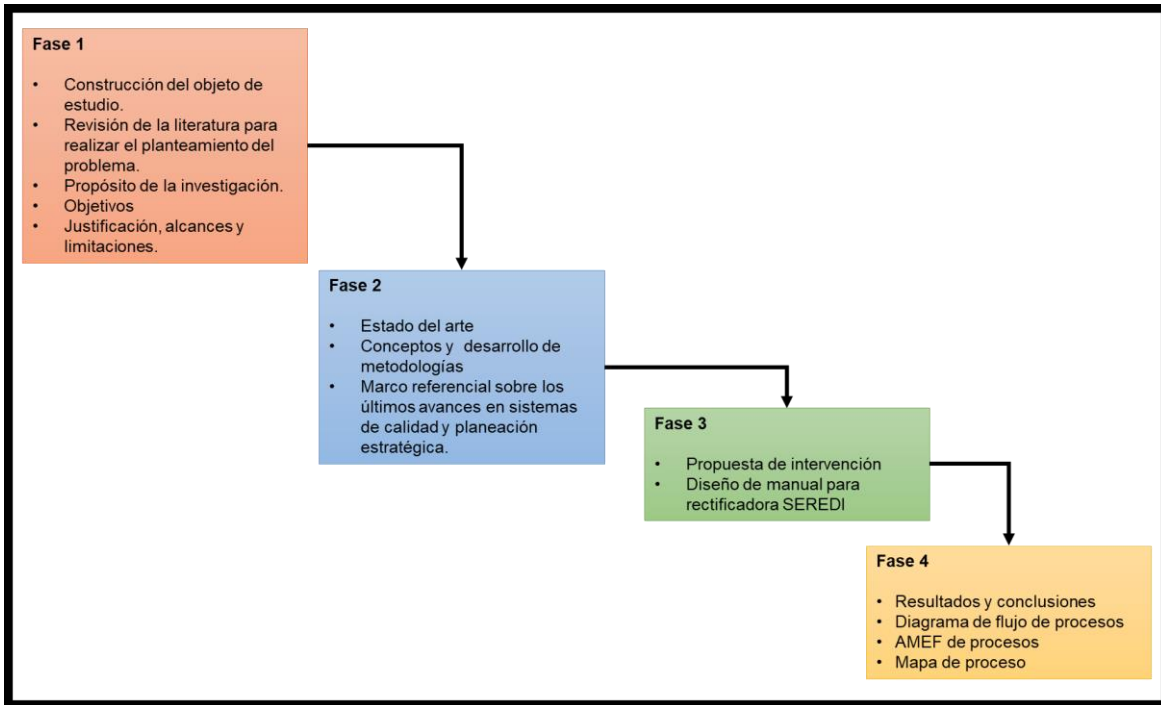 Fase 1
• Construcción del objeto de
estudio.
• Revisión de la literatura para
realizar el planteamiento del
problema.
• Propósito de la investigación.
• Objetivos
• Justificación, alcances y
limitaciones.
Fase 2
• Estado del arte
• Conceptos y desarrollo de
metodologías
• Marco referencial sobre los
últimos avances en sistemas
de calidad y planeación
estratégica.
Fase 3
• Propuesta de intervención
• Diseño de manual para
rectificadora SEREDI
Fase 4
• Resultados y conclusiones
• Diagrama de flujo de procesos
• AMEF de procesos
• Mapa de proceso